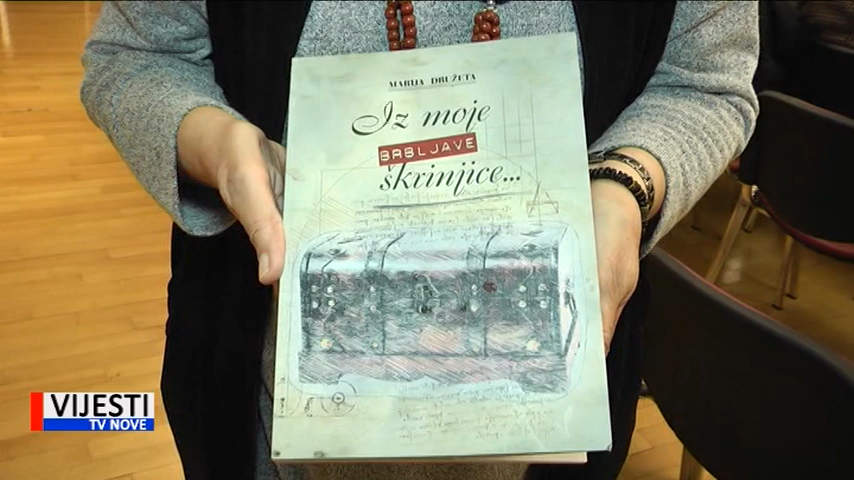 MARIJA DRUŽETA
Iz moje
BRBLJAVE
škrinjice...
VIJESTI
TV NOVE